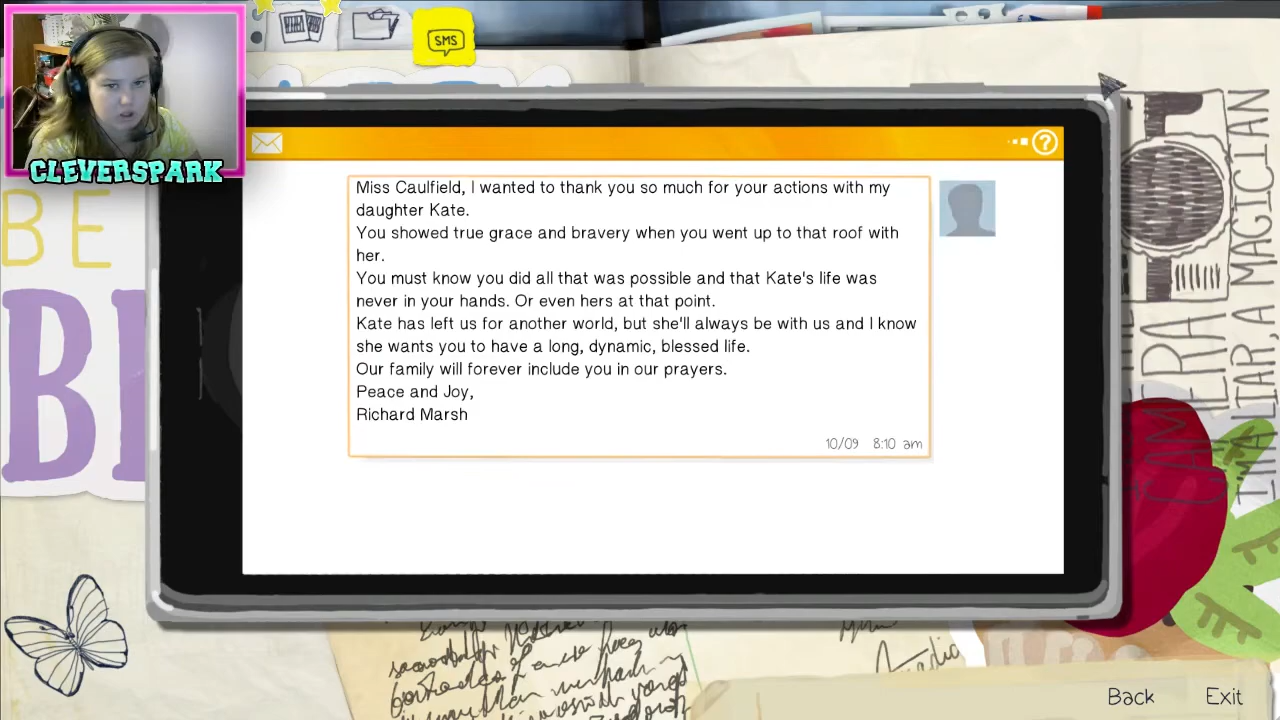 SMS
CLEVERSPARK
Miss Caulfield, I wanted to thank you so much for your actions with my
daughter Kate.
You showed true grace and bravery when you went up to that roof with
her.
You must know you did all that was possible and that Kate's life was
never in your hands. Or even hers at that point.
Kate has left us for another world, but she'll always be with us and I know
she wants you to have a long, dynamic, blessed life.
Our family will forever include you in our prayers.
Peace and Joy,
Richard Marsh
10/09 8:10 am
BE
CAMERA
MAGICIAN
Back Exit